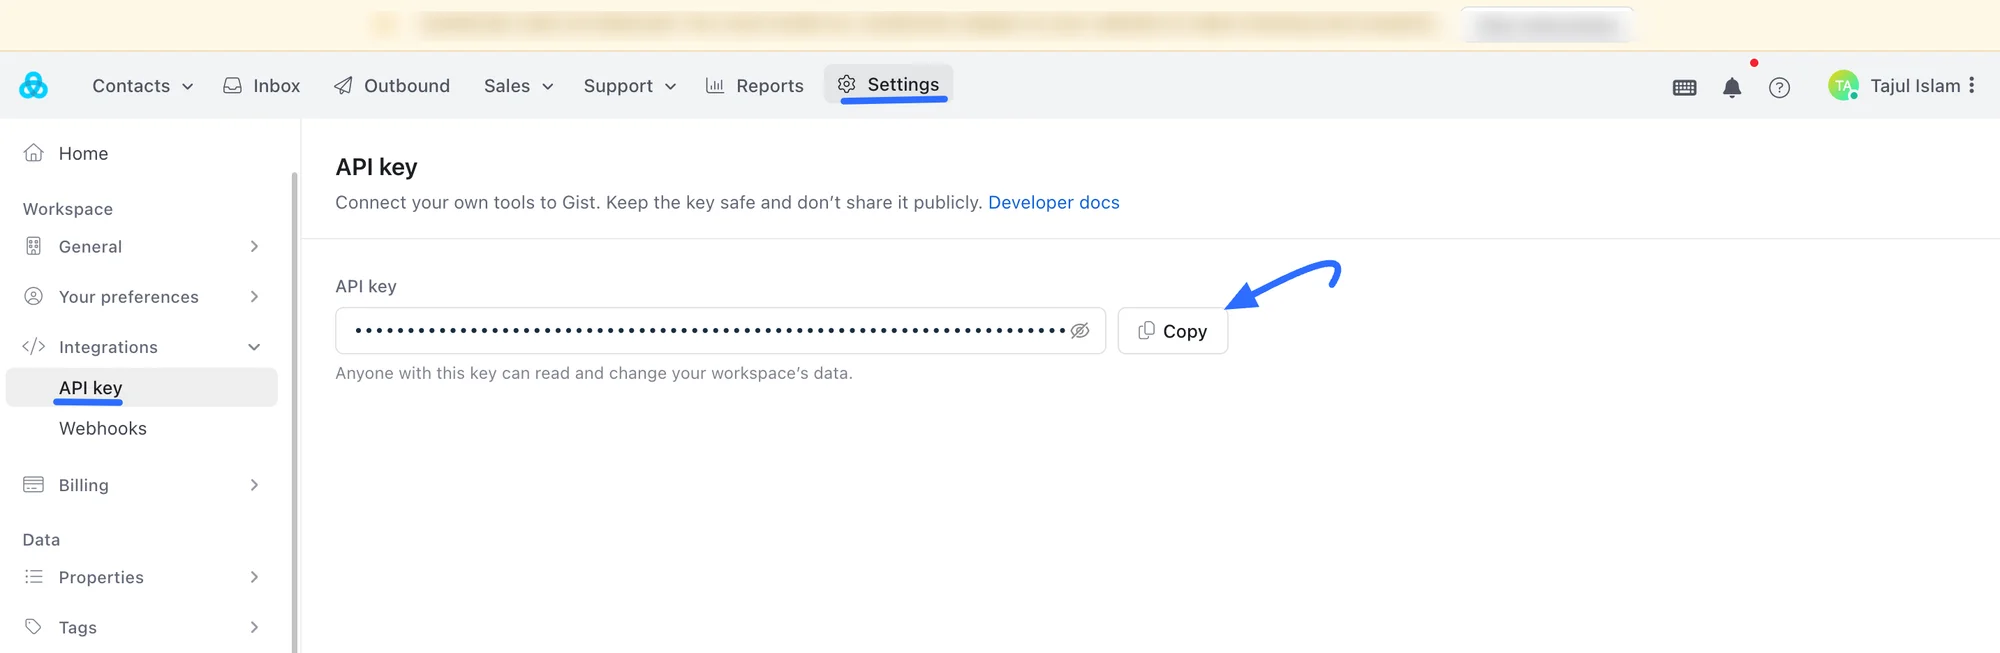 Contacts Inbox Outbound Sales Support Reports Settings TA Tajul Islam
Home
Workspace
General
Your preferences
Integrations
API key
Webhooks
Billing
Data
Properties
Tags
API key
Connect your own tools to Gist. Keep the key safe and don’t share it publicly. Developer docs
API key
Copy
Anyone with this key can read and change your workspace’s data.